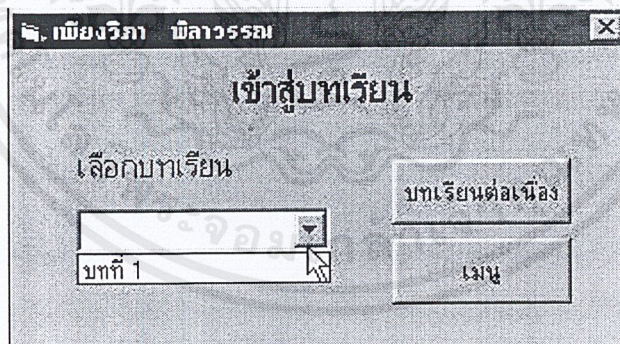 เพียงวิภา พิลาวรรณ
เข้าสู่บทเรียน
เลือกบทเรียน
บทเรียนต่อเนื่อง
บทที่ 1
เมนู